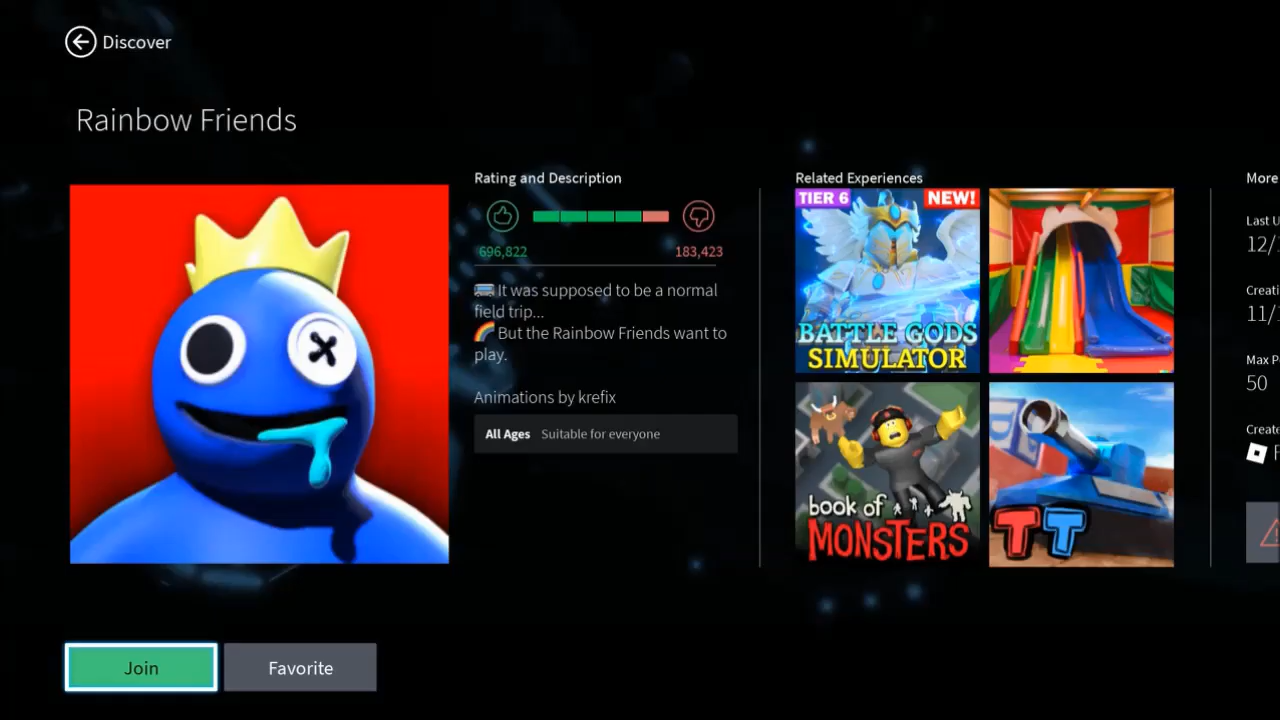 Discover
Rainbow Friends
Rating and Description
696,822
183,423
It was supposed to be a normal
field trip...
But the Rainbow Friends want to
play.
Animations by krefix
All Ages Suitable for everyone
Related Experiences
TIER 6 NEW!
BATTLE GODS
SIMULATOR
book of
MONSTERS
TT
More
Last U
12/
Creati
11/
Max P
50
Create
F
Join
Favorite